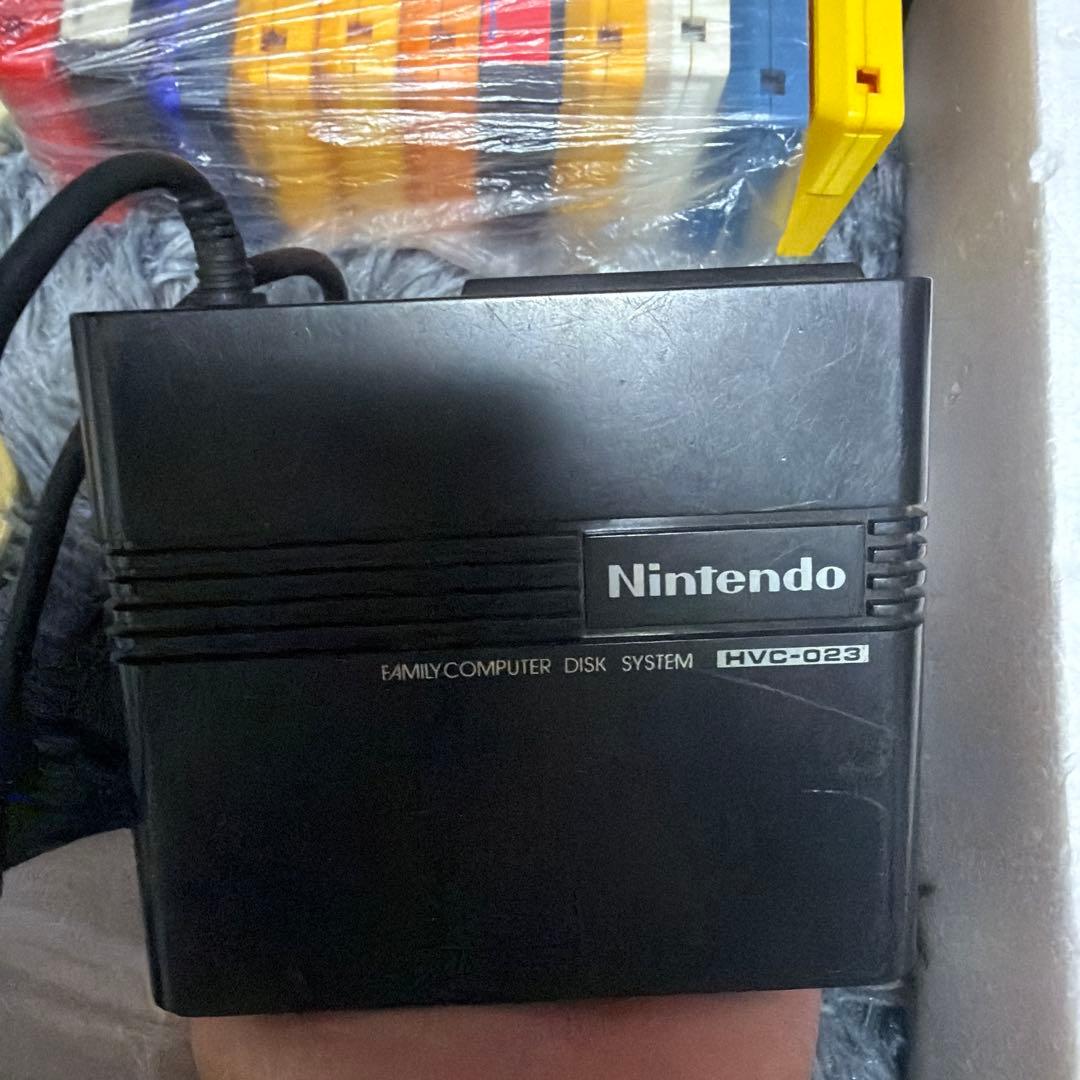 Nintendo
FAMILY COMPUTER DISK SYSTEM HVC-023